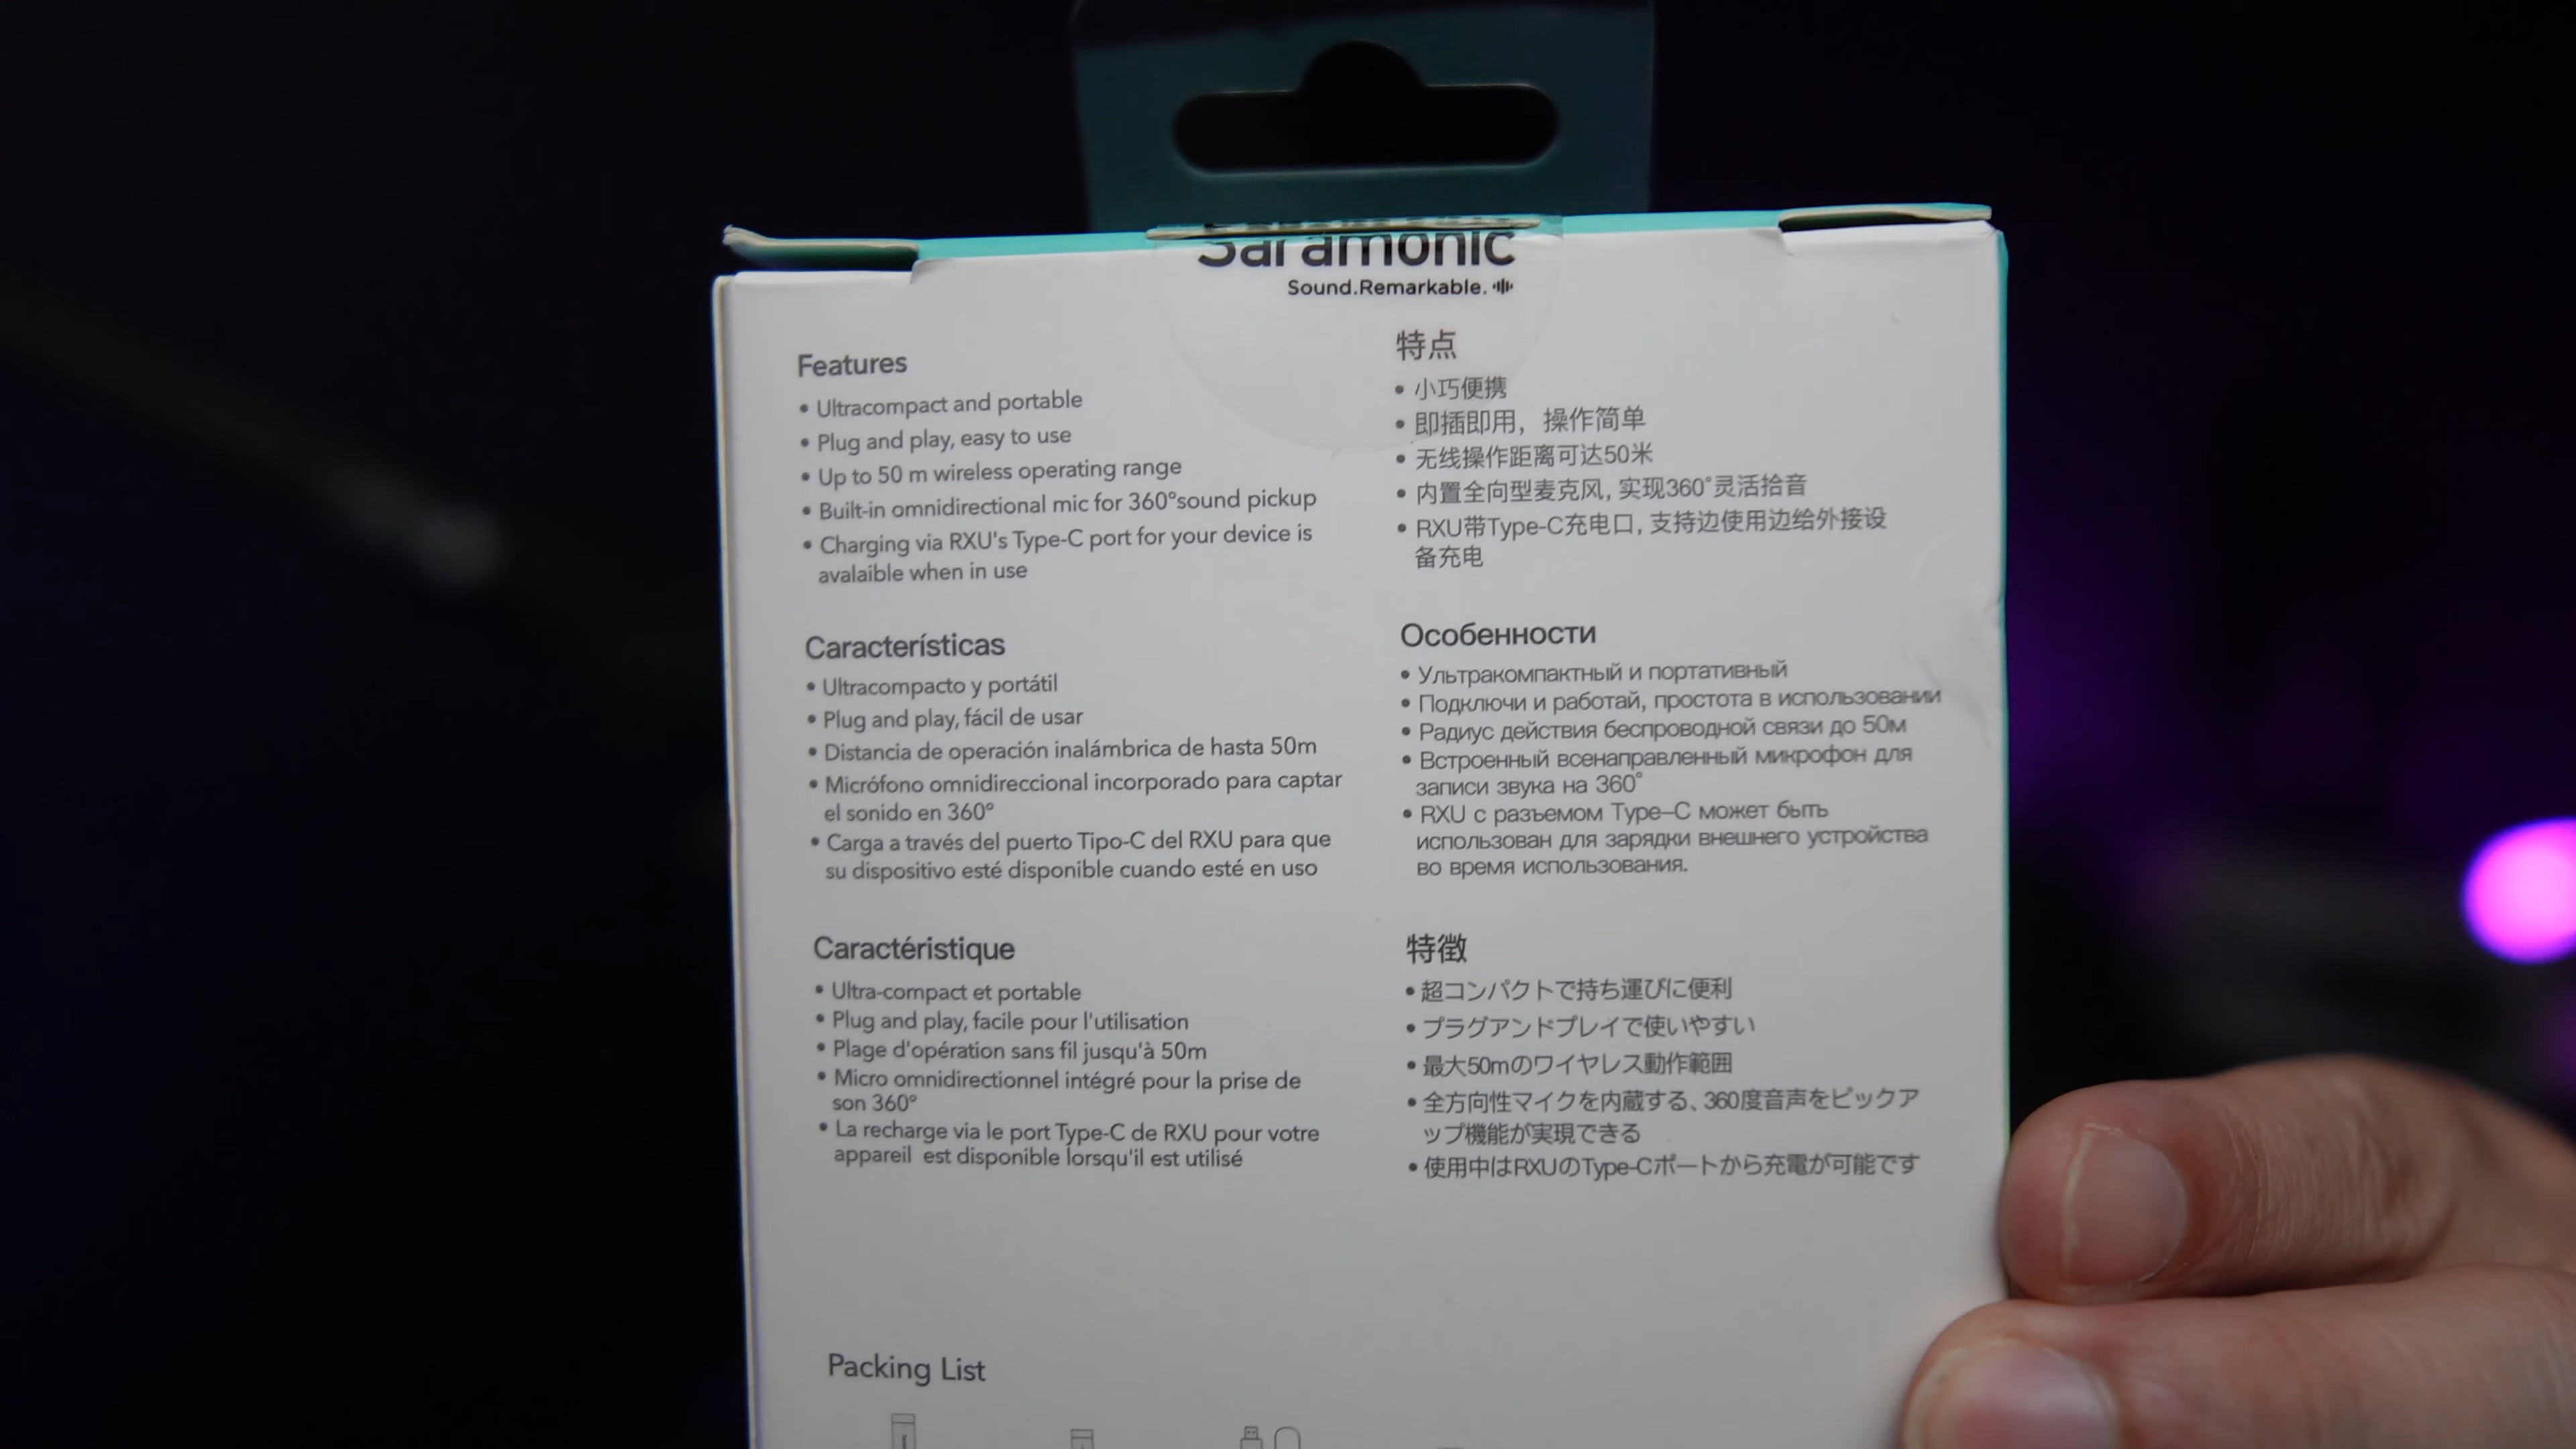 Saramonic
Sound.Remarkable.
Features
• Ultracompact and portable
• Plug and play, easy to use
• Up to 50 m wireless operating range
• Built-in omnidirectional mic for 360°sound pickup
• Charging via RXU's Type-C port for your device is
avalaible when in use
Características
• Ultracompacto y portátil
• Plug and play, fácil de usar
• Distancia de operación inalámbrica de hasta 50m
• Micrófono omnidireccional incorporado para captar
el sonido en 360°
• Carga a través del puerto Tipo-C del RXU para que
su dispositivo esté disponible cuando esté en uso
Caractéristique
• Ultra-compact et portable
• Plug and play, facile pour l'utilisation
• Plage d'opération sans fil jusqu'à 50m
• Micro omnidirectionnel intégré pour la prise de
son 360°
• La recharge via le port Type-C de RXU pour votre
appareil est disponible lorsqu'il est utilisé
特点
• 小巧便携
• 即插即用，操作简单
• 无线操作距离可达50米
• 内置全向型麦克风, 实现360°灵活拾音
• RXU带Type-C充电口, 支持边使用边给外接设
备充电
Особенности
• Ультракомпактный и портативный
• Подключи и работай, простота в использовании
• Радиус действия беспроводной связи до 50м
• Встроенный всенаправленный микрофон для
записи звука на 360°
• RXU с разъемом Type–C может быть
использован для зарядки внешнего устройства
во время использования.
特徴
• 超コンパクトで持ち運びに便利
• プラグアンドプレイで使いやすい
• 最大50mのワイヤレス動作範囲
• 全方向性マイクを内蔵する、360度音声をピックア
ップ機能が実現できる
• 使用中はRXUのType-Cポートから充電が可能です
Packing List